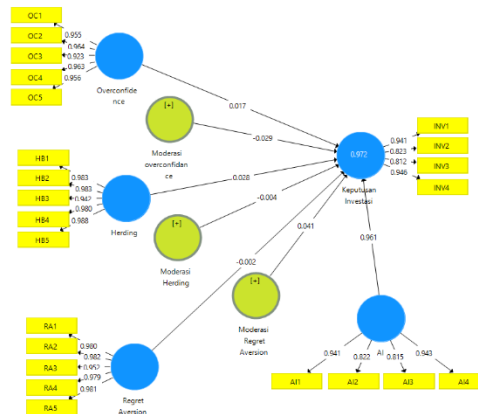 OC1
OC2
OC3
OC4
OC5
0.955
0.964
0.923
0.963
0.956
Overconfide
nce
[+]
Moderasi
overconfidan
ce
HB1
HB2
HB3
HB4
HB5
0.983
0.983
0.942
0.980
0.988
Herding
[+]
Moderasi
Herding
[+]
Moderasi
Regret
Aversion
RA1
RA2
RA3
RA4
RA5
0.980
0.982
0.952
0.979
0.981
Regret
Aversion
0.017
-0.029
0.028
-0.004
-0.002
0.041
0.961
0.972
Keputusan
Investasi
0.941
0.823
0.812
0.946
INV1
INV2
INV3
INV4
AI
0.941
0.822
0.815
0.943
AI1
AI2
AI3
AI4